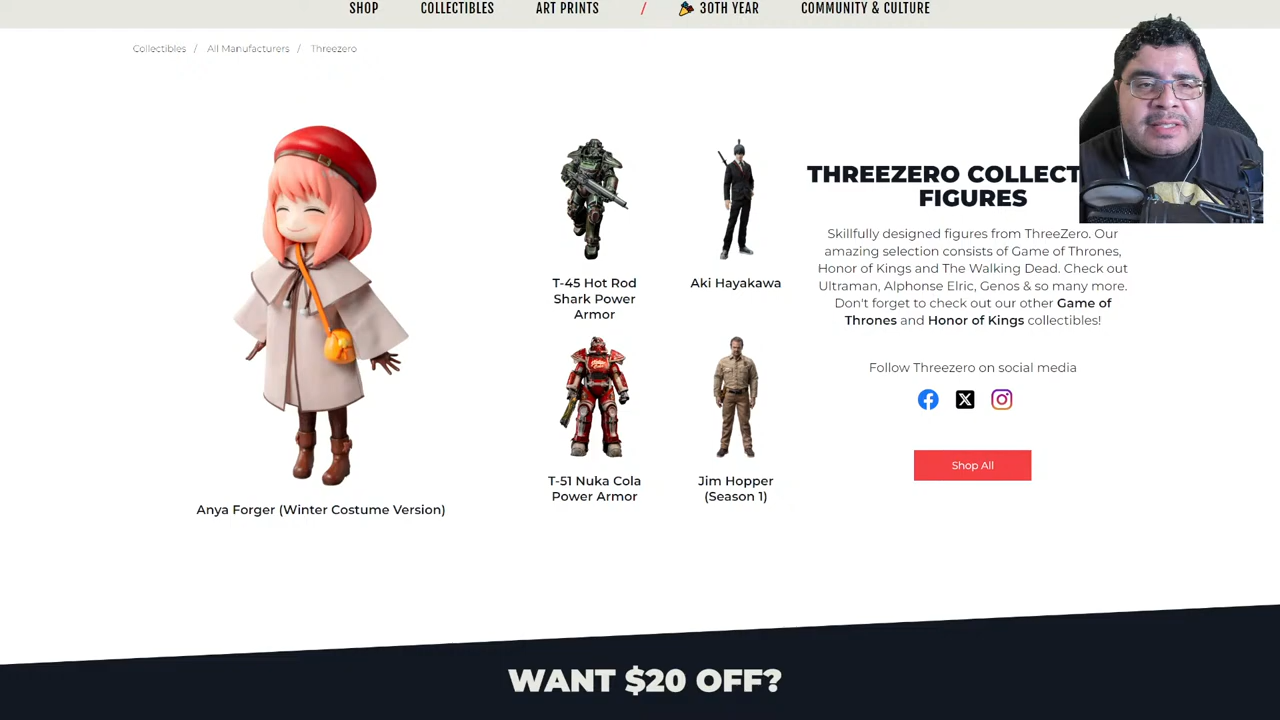 SHOP
COLLECTIBLES
ART PRINTS
/
30TH YEAR
COMMUNITY & CULTURE
Collectibles / All Manufacturers / Threezero
Anya Forger (Winter Costume Version)
T-45 Hot Rod
Shark Power
Armor
Aki Hayakawa
T-51 Nuka Cola
Power Armor
Jim Hopper
(Season 1)
THREEZERO COLLECT
FIGURES
Skillfully designed figures from ThreeZero. Our
amazing selection consists of Game of Thrones,
Honor of Kings and The Walking Dead. Check out
Ultraman, Alphonse Elric, Genos & so many more.
Don't forget to check out our other Game of
Thrones and Honor of Kings collectibles!
Follow Threezero on social media
Shop All
WANT $20 OFF?